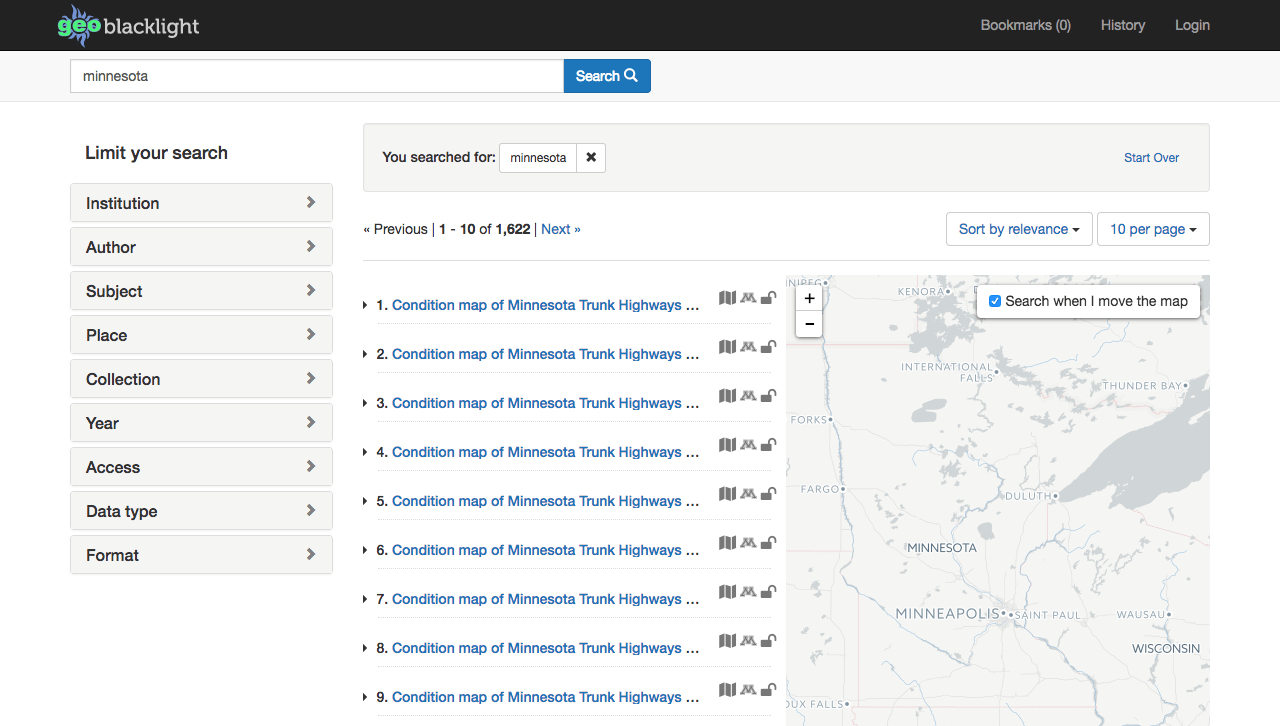 geoblacklight
Bookmarks (0) History Login
minnesota
Search
Limit your search
Institution
Author
Subject
Place
Collection
Year
Access
Data type
Format
You searched for: minnesota ✖
Start Over
« Previous | 1 - 10 of 1,622 | Next »
Sort by relevance
10 per page
1. Condition map of Minnesota Trunk Highways ...
2. Condition map of Minnesota Trunk Highways ...
3. Condition map of Minnesota Trunk Highways ...
4. Condition map of Minnesota Trunk Highways ...
5. Condition map of Minnesota Trunk Highways ...
6. Condition map of Minnesota Trunk Highways ...
7. Condition map of Minnesota Trunk Highways ...
8. Condition map of Minnesota Trunk Highways ...
9. Condition map of Minnesota Trunk Highways ...
+
-
Search when I move the map
NIPEG
KENORA
INTERNATIONAL
FALLS
THUNDER BAY
FORKS
FARGO
DULUTH
MINNESOTA
MINNEAPOLIS
SAINT PAUL
WAUSAU
WISCONSIN
OUX FALLS